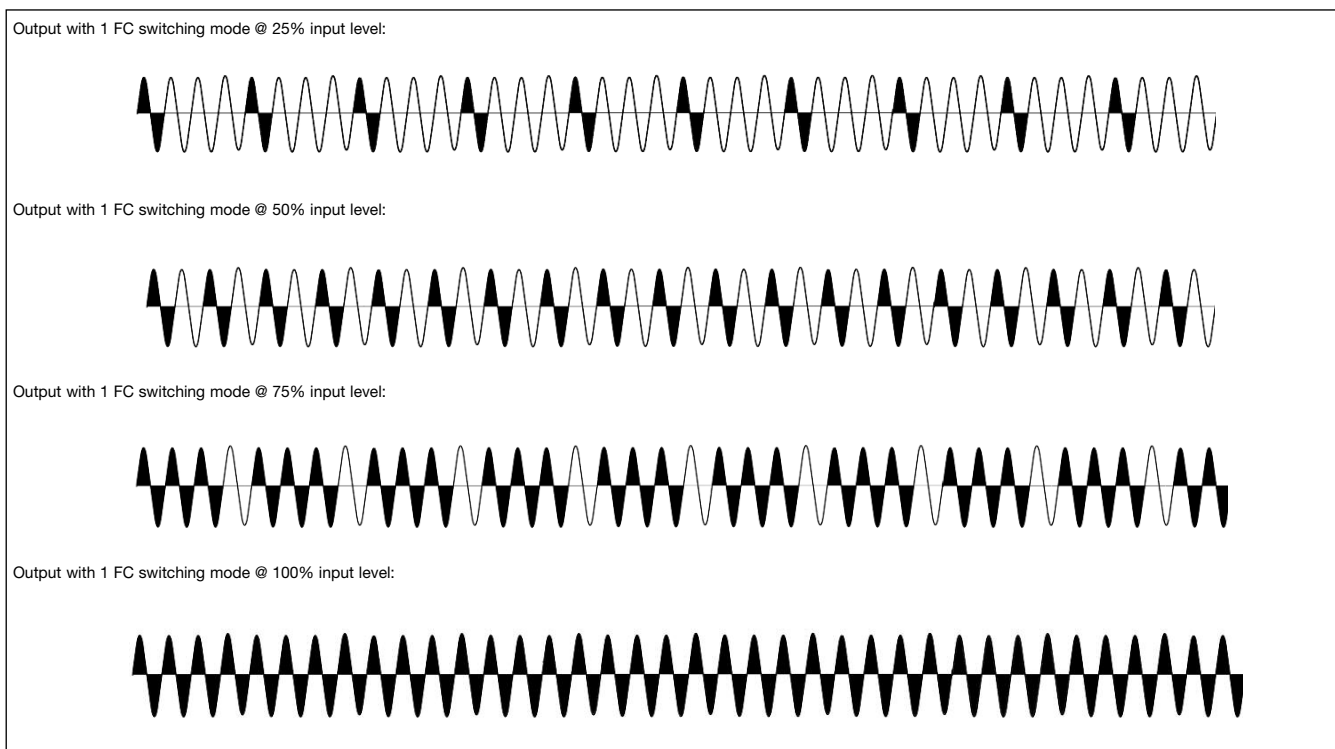 Output with 1 FC switching mode @ 25% input level:
Output with 1 FC switching mode @ 50% input level:
Output with 1 FC switching mode @ 75% input level:
Output with 1 FC switching mode @ 100% input level: